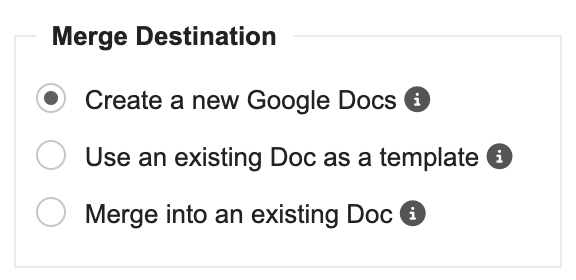 Merge Destination
Create a new Google Docs
Use an existing Doc as a template
Merge into an existing Doc